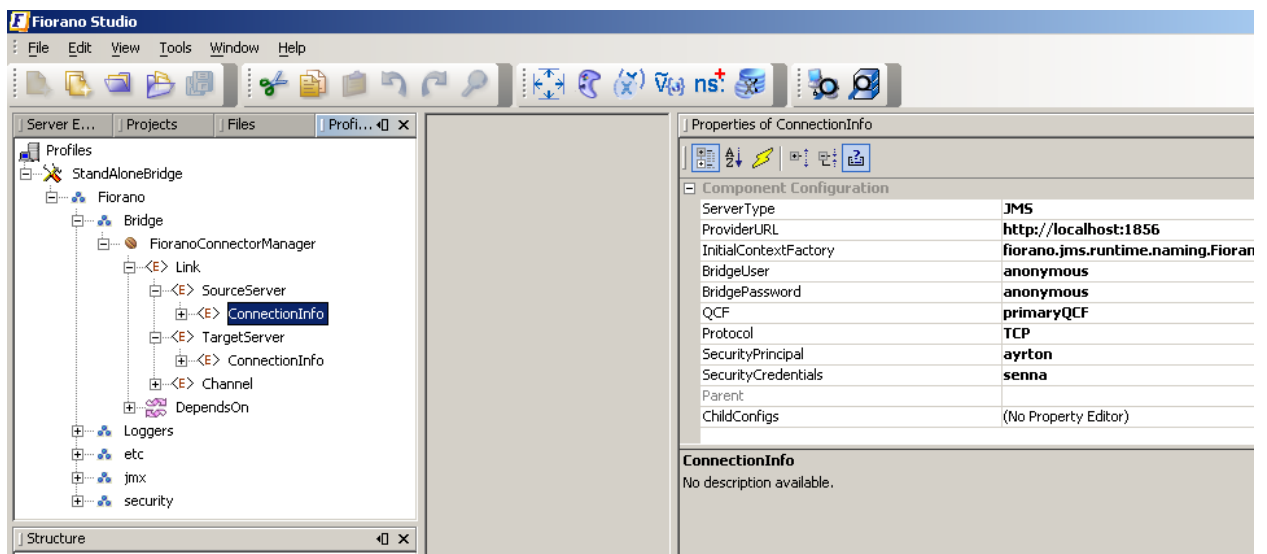 Fiorano Studio
File Edit View Tools Window Help
ṽ{x} ns:
Server E... Projects Files Profi...
Profiles
StandAloneBridge
Fiorano
Bridge
FioranoConnectorManager
<E> Link
<E> SourceServer
<E> ConnectionInfo
<E> TargetServer
<E> ConnectionInfo
<E> Channel
DependsOn
Loggers
etc
jmx
security
Structure
Properties of ConnectionInfo
Component Configuration
ServerType JMS
ProviderURL http://localhost:1856
InitialContextFactory fiorano.jms.runtime.naming.Fioran
BridgeUser anonymous
BridgePassword anonymous
QCF primaryQCF
Protocol TCP
SecurityPrincipal ayrton
SecurityCredentials senna
Parent
ChildConfigs (No Property Editor)
ConnectionInfo
No description available.